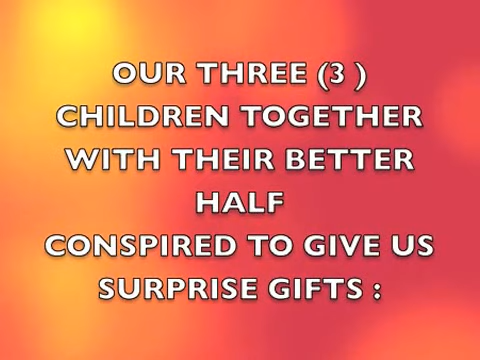 OUR THREE (3 )
CHILDREN TOGETHER
WITH THEIR BETTER
HALF
CONSPIRED TO GIVE US
SURPRISE GIFTS :